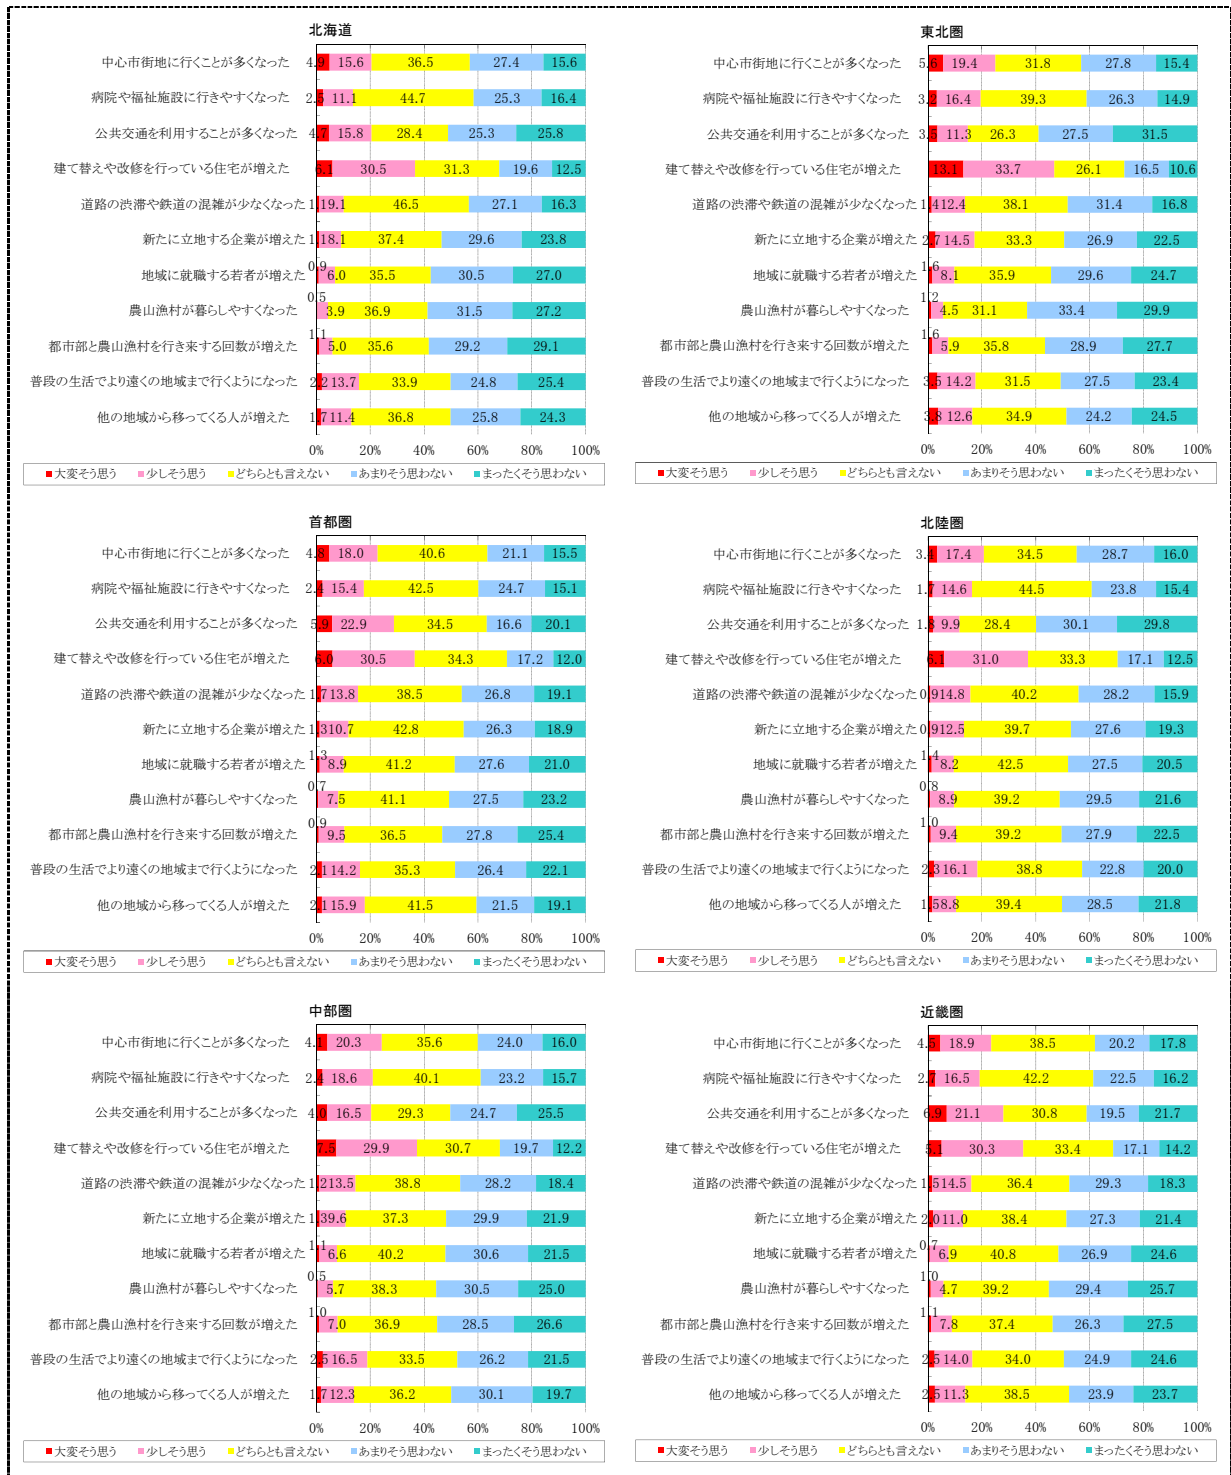 北海道
中心市街地に行くことが多くなった 4.9 15.6 36.5 27.4 15.6
病院や福祉施設に行きやすくなった 2.5 11.1 44.7 25.3 16.4
公共交通を利用することが多くなった 4.7 15.8 28.4 25.3 25.8
建て替えや改修を行っている住宅が増えた 6.1 30.5 31.3 19.6 12.5
道路の渋滞や鉄道の混雑が少なくなった 1.1 9.1 46.5 27.1 16.3
新たに立地する企業が増えた 1.1 8.1 37.4 29.6 23.8
地域に就職する若者が増えた 0.9 6.0 35.5 30.5 27.0
農山漁村が暮らしやすくなった 0.5 3.9 36.9 31.5 27.2
都市部と農山漁村を行き来する回数が増えた 1.1 5.0 35.6 29.2 29.1
普段の生活でより遠くの地域まで行くようになった 2.2 13.7 33.9 24.8 25.4
他の地域から移ってくる人が増えた 1.7 11.4 36.8 25.8 24.3
0% 20% 40% 60% 80% 100%
■大変そう思う ■少しそう思う ■どちらとも言えない ■あまりそう思わない ■まったくそう思わない
東北圏
中心市街地に行くことが多くなった 5.6 19.4 31.8 27.8 15.4
病院や福祉施設に行きやすくなった 3.2 16.4 39.3 26.3 14.9
公共交通を利用することが多くなった 3.5 11.3 26.3 27.5 31.5
建て替えや改修を行っている住宅が増えた 13.1 33.7 26.1 16.5 10.6
道路の渋滞や鉄道の混雑が少なくなった 1.4 12.4 38.1 31.4 16.8
新たに立地する企業が増えた 2.7 14.5 33.3 26.9 22.5
地域に就職する若者が増えた 1.6 8.1 35.9 29.6 24.7
農山漁村が暮らしやすくなった 1.2 4.5 31.1 33.4 29.9
都市部と農山漁村を行き来する回数が増えた 1.6 5.9 35.8 28.9 27.7
普段の生活でより遠くの地域まで行くようになった 3.5 14.2 31.5 27.5 23.4
他の地域から移ってくる人が増えた 3.8 12.6 34.9 24.2 24.5
0% 20% 40% 60% 80% 100%
■大変そう思う ■少しそう思う ■どちらとも言えない ■あまりそう思わない ■まったくそう思わない
首都圏
中心市街地に行くことが多くなった 4.8 18.0 40.6 21.1 15.5
病院や福祉施設に行きやすくなった 2.4 15.4 42.5 24.7 15.1
公共交通を利用することが多くなった 5.9 22.9 34.5 16.6 20.1
建て替えや改修を行っている住宅が増えた 6.0 30.5 34.3 17.2 12.0
道路の渋滞や鉄道の混雑が少なくなった 1.7 13.8 38.5 26.8 19.1
新たに立地する企業が増えた 1.3 10.7 42.8 26.3 18.9
地域に就職する若者が増えた 1.3 8.9 41.2 27.6 21.0
農山漁村が暮らしやすくなった 0.7 7.5 41.1 27.5 23.2
都市部と農山漁村を行き来する回数が増えた 0.9 9.5 36.5 27.8 25.4
普段の生活でより遠くの地域まで行くようになった 2.1 14.2 35.3 26.4 22.1
他の地域から移ってくる人が増えた 2.1 15.9 41.5 21.5 19.1
0% 20% 40% 60% 80% 100%
■大変そう思う ■少しそう思う ■どちらとも言えない ■あまりそう思わない ■まったくそう思わない
北陸圏
中心市街地に行くことが多くなった 3.4 17.4 34.5 28.7 16.0
病院や福祉施設に行きやすくなった 1.7 14.6 44.5 23.8 15.4
公共交通を利用することが多くなった 1.8 9.9 28.4 30.1 29.8
建て替えや改修を行っている住宅が増えた 6.1 31.0 33.3 17.1 12.5
道路の渋滞や鉄道の混雑が少なくなった 0.9 14.8 40.2 28.2 15.9
新たに立地する企業が増えた 0.9 12.5 39.7 27.6 19.3
地域に就職する若者が増えた 1.4 8.2 42.5 27.5 20.5
農山漁村が暮らしやすくなった 0.8 8.9 39.2 29.5 21.6
都市部と農山漁村を行き来する回数が増えた 1.0 9.4 39.2 27.9 22.5
普段の生活でより遠くの地域まで行くようになった 2.3 16.1 38.8 22.8 20.0
他の地域から移ってくる人が増えた 1.5 8.8 39.4 28.5 21.8
0% 20% 40% 60% 80% 100%
■大変そう思う ■少しそう思う ■どちらとも言えない ■あまりそう思わない ■まったくそう思わない
中部圏
中心市街地に行くことが多くなった 4.1 20.3 35.6 24.0 16.0
病院や福祉施設に行きやすくなった 2.4 18.6 40.1 23.2 15.7
公共交通を利用することが多くなった 4.0 16.5 29.3 24.7 25.5
建て替えや改修を行っている住宅が増えた 7.5 29.9 30.7 19.7 12.2
道路の渋滞や鉄道の混雑が少なくなった 1.2 13.5 38.8 28.2 18.4
新たに立地する企業が増えた 1.3 9.6 37.3 29.9 21.9
地域に就職する若者が増えた 1.1 6.6 40.2 30.6 21.5
農山漁村が暮らしやすくなった 0.5 5.7 38.3 30.5 25.0
都市部と農山漁村を行き来する回数が増えた 1.0 7.0 36.9 28.5 26.6
普段の生活でより遠くの地域まで行くようになった 2.5 16.5 33.5 26.2 21.5
他の地域から移ってくる人が増えた 1.7 12.3 36.2 30.1 19.7
0% 20% 40% 60% 80% 100%
■大変そう思う ■少しそう思う ■どちらとも言えない ■あまりそう思わない ■まったくそう思わない
近畿圏
中心市街地に行くことが多くなった 4.5 18.9 38.5 20.2 17.8
病院や福祉施設に行きやすくなった 2.7 16.5 42.2 22.5 16.2
公共交通を利用することが多くなった 6.9 21.1 30.8 19.5 21.7
建て替えや改修を行っている住宅が増えた 5.1 30.3 33.4 17.1 14.2
道路の渋滞や鉄道の混雑が少なくなった 1.5 14.5 36.4 29.3 18.3
新たに立地する企業が増えた 2.0 11.0 38.4 27.3 21.4
地域に就職する若者が増えた 0.7 6.9 40.8 26.9 24.6
農山漁村が暮らしやすくなった 1.0 4.7 39.2 29.4 25.7
都市部と農山漁村を行き来する回数が増えた 1.1 7.8 37.4 26.3 27.5
普段の生活でより遠くの地域まで行くようになった 2.5 14.0 34.0 24.9 24.6
他の地域から移ってくる人が増えた 2.5 11.3 38.5 23.9 23.7
0% 20% 40% 60% 80% 100%
■大変そう思う ■少しそう思う ■どちらとも言えない ■あまりそう思わない ■まったくそう思わない